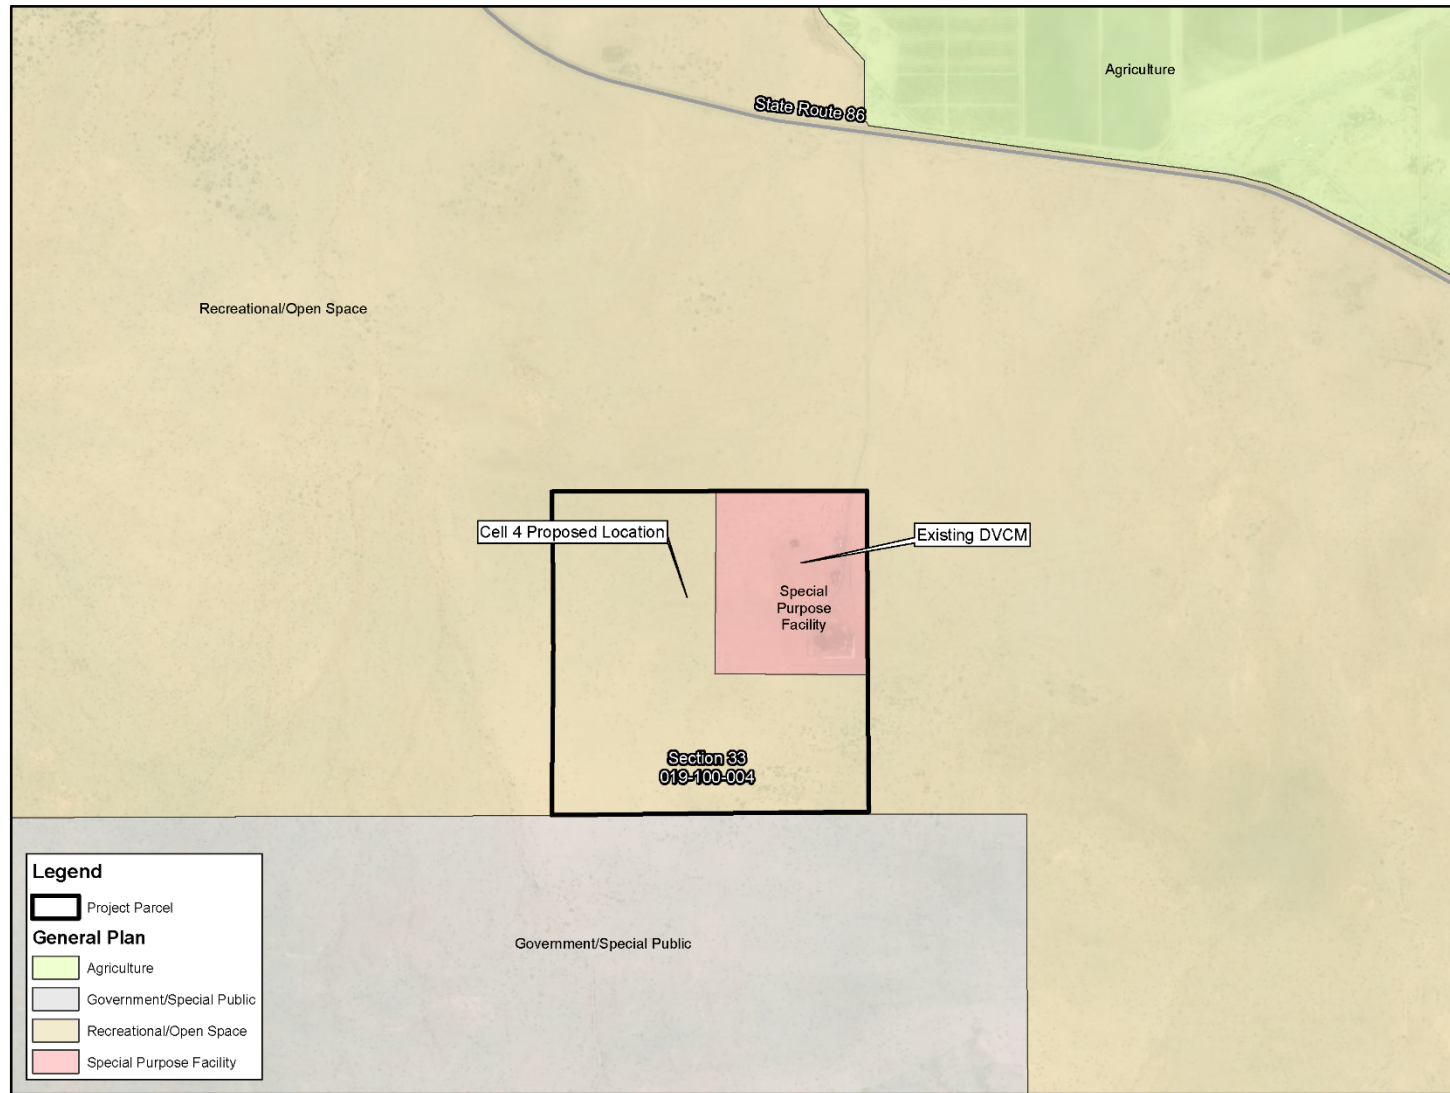 Agriculture
State Route 86
Recreational/Open Space
Cell 4 Proposed Location
Existing DVCM
Special
Purpose
Facility
Section 33
019-100-004
Government/Special Public
Legend
Project Parcel
General Plan
Agriculture
Government/Special Public
Recreational/Open Space
Special Purpose Facility